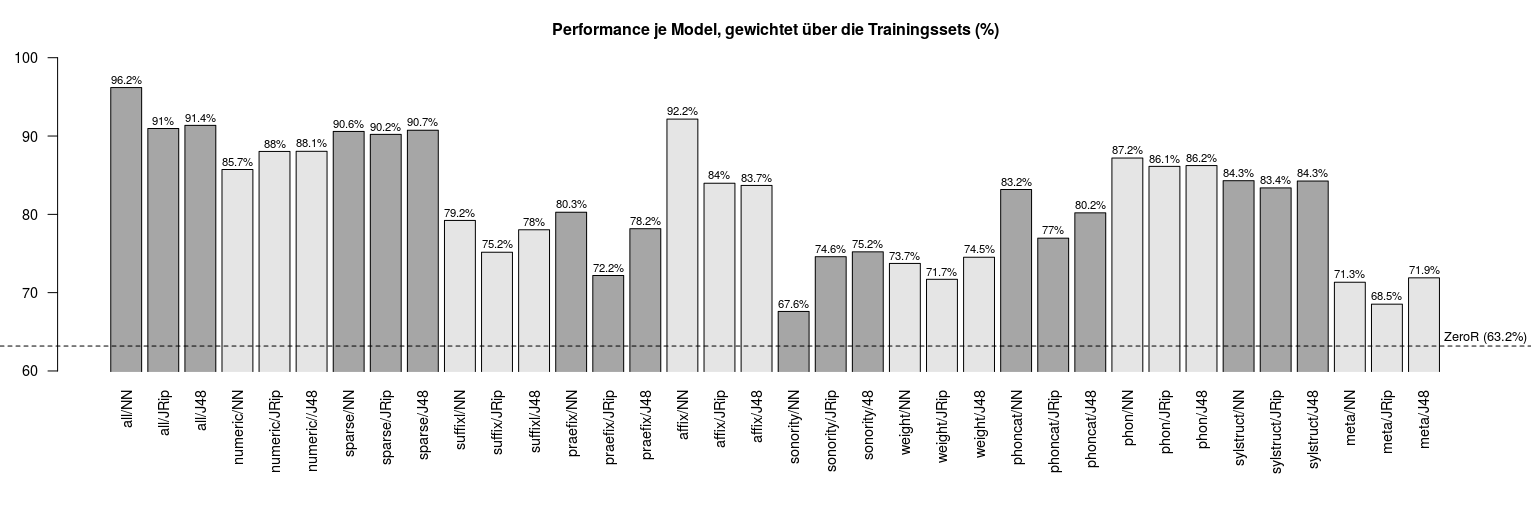 Performance je Model, gewichtet über die Trainingssets (%)
100
90
80
70
60
96.2%
91%
91.4%
85.7%
88%
88.1%
90.6%
90.2%
90.7%
79.2%
75.2%
78%
80.3%
72.2%
78.2%
92.2%
84%
83.7%
67.6%
74.6%
75.2%
73.7%
71.7%
74.5%
83.2%
77%
80.2%
87.2%
86.1%
86.2%
84.3%
83.4%
84.3%
71.3%
68.5%
71.9%
ZeroR (63.2%)
all/NN
all/JRip
all/J48
numeric/NN
numeric/JRip
numeric//J48
sparse/NN
sparse/JRip
sparse/J48
suffixl/NN
suffix/JRip
suffixl/J48
praefix/NN
praefix/JRip
praefix/J48
affix/NN
affix/JRip
affix/J48
sonority/NN
sonority/JRip
sonority/48
weight/NN
weight/JRip
weight/J48
phoncat/NN
phoncat/JRip
phoncat/J48
phon/NN
phon/JRip
phon/J48
sylstruct/NN
sylstruct/JRip
sylstruct/J48
meta/NN
meta/JRip
meta/J48